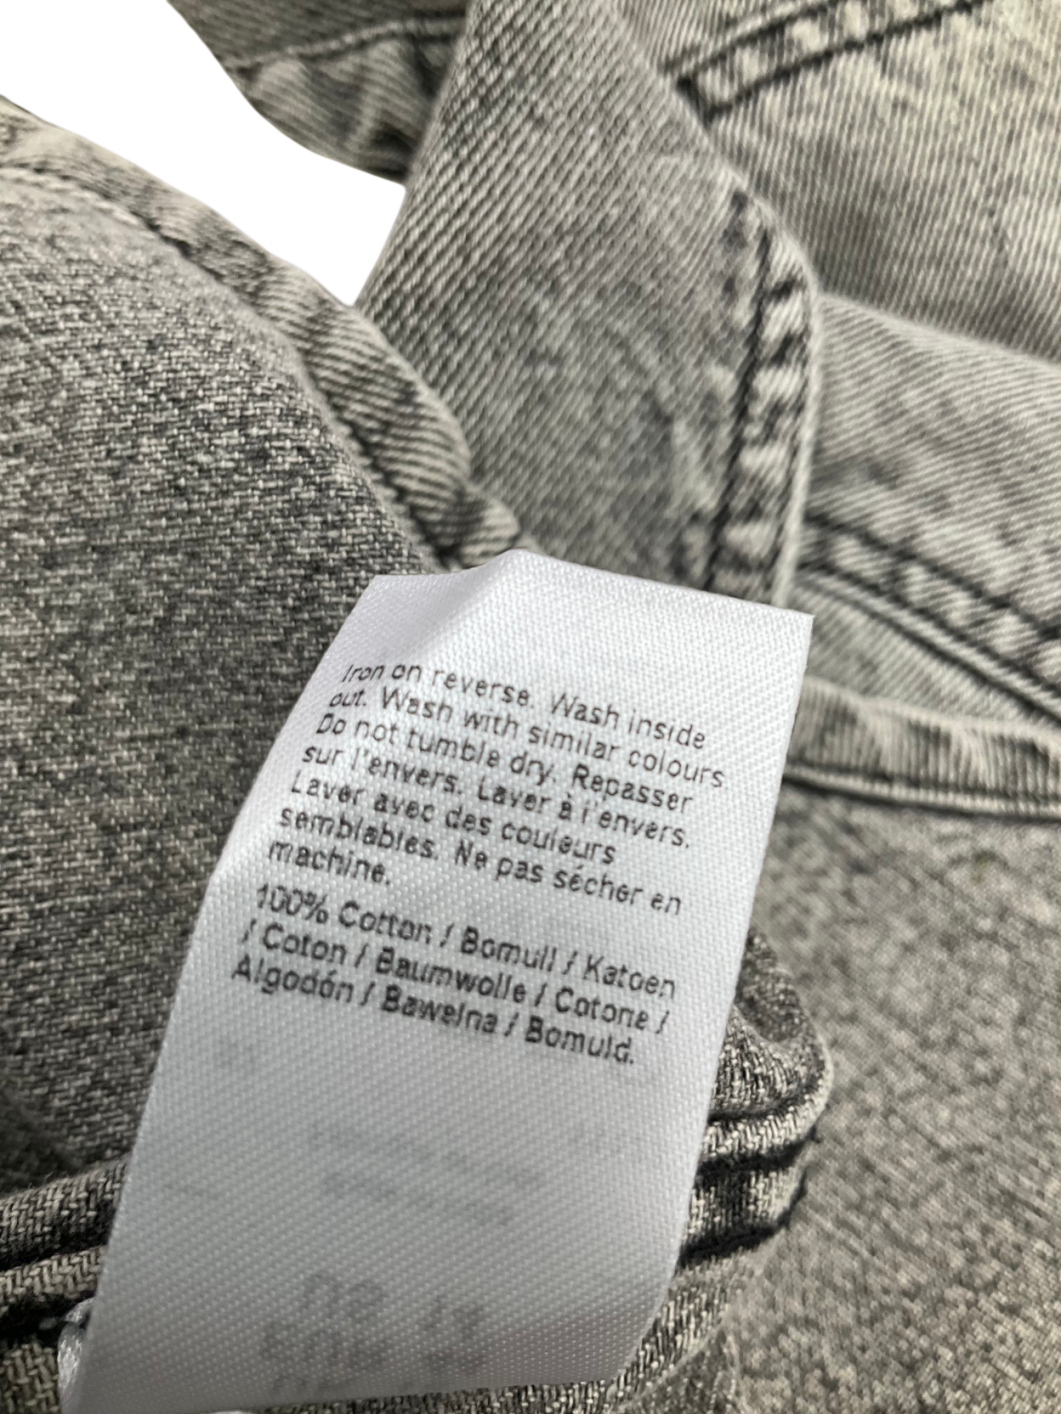 Iron on reverse. Wash inside
out. Wash with similar colours
Do not tumble dry. Repasser
sur l'envers. Laver à l'envers.
Laver avec des couleurs
semblables. Ne pas sécher en
machine.
100% Cotton / Bomull / Katoen
/ Coton / Baumwolle / Cotone /
Algodón / Bawełna / Bomuld.